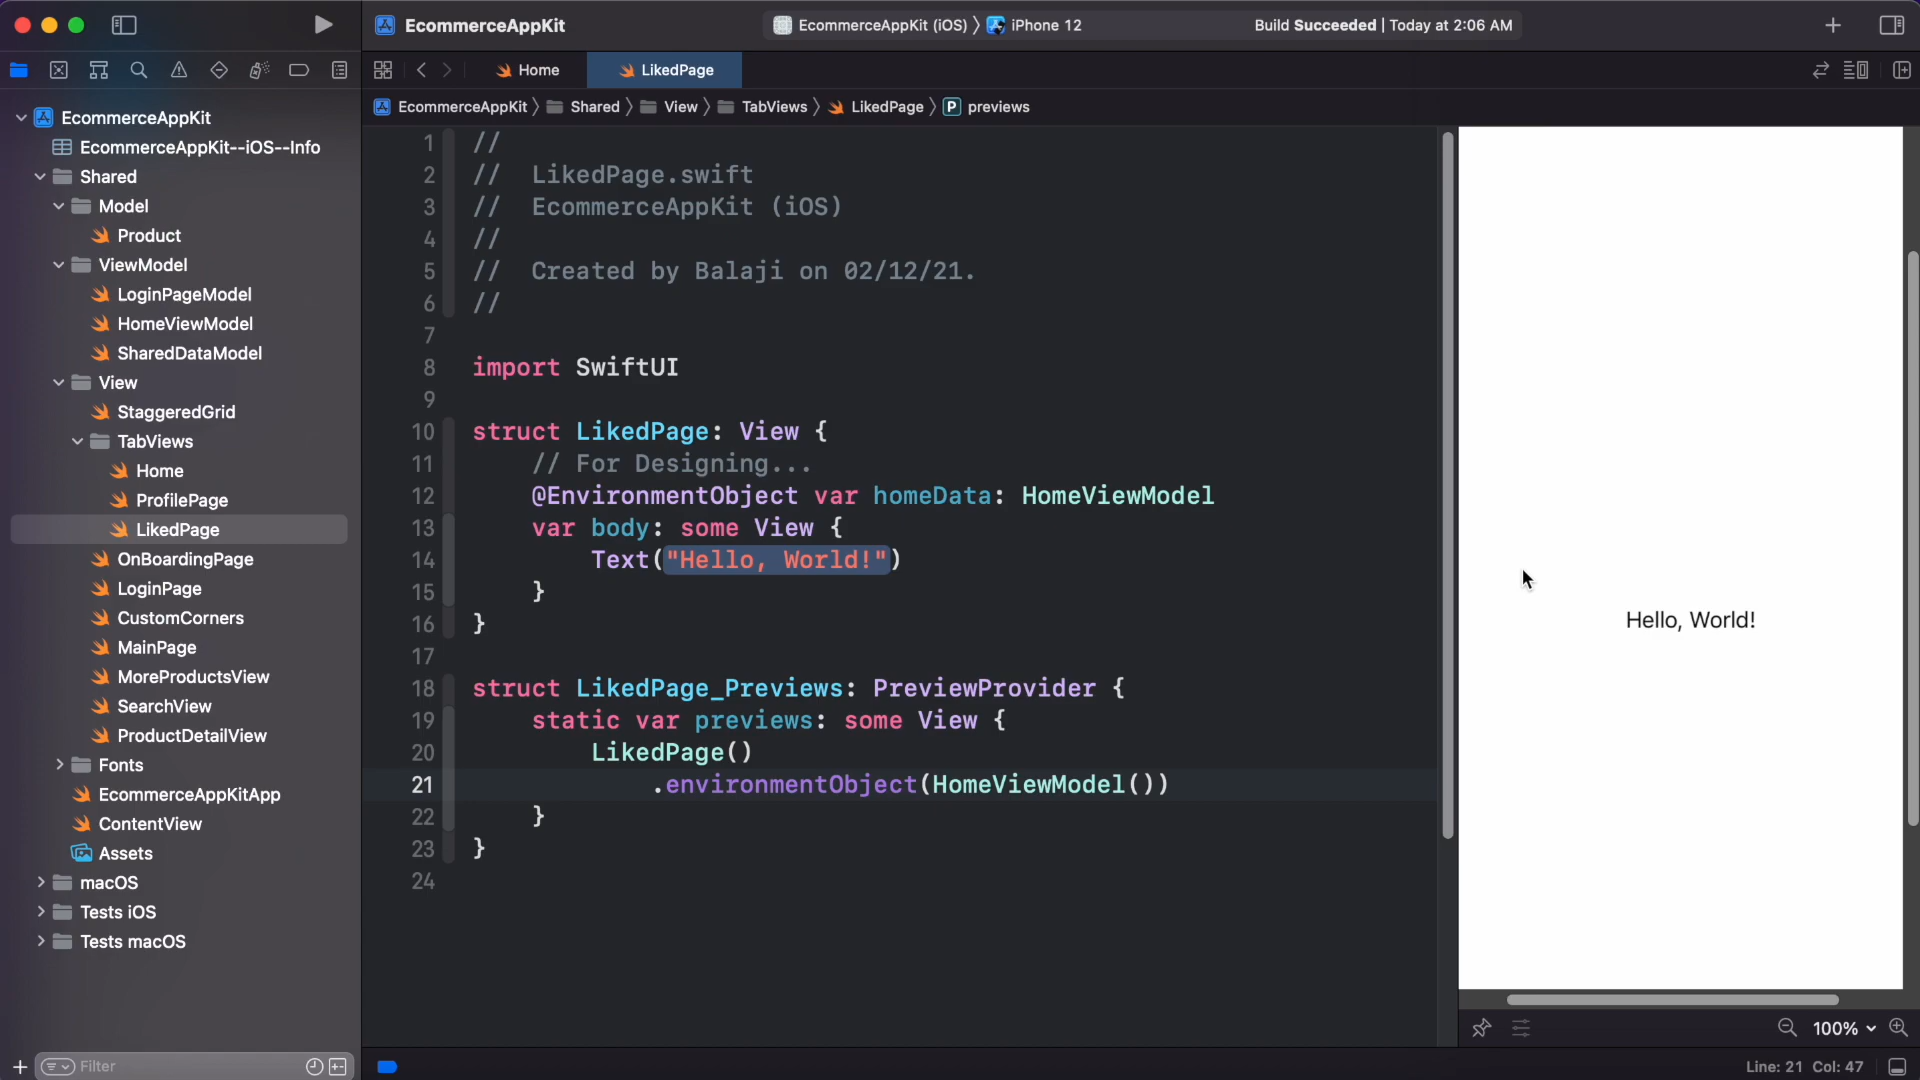 EcommerceAppKit
EcommerceAppKit (iOS) iPhone 12
Build Succeeded | Today at 2:06 AM
Home
LikedPage
EcommerceAppKit Shared View TabViews LikedPage P previews
EcommerceAppKit
EcommerceAppKit--iOS--Info
Shared
Model
Product
ViewModel
LoginPageModel
HomeViewModel
SharedDataModel
View
StaggeredGrid
TabViews
Home
ProfilePage
LikedPage
OnBoardingPage
LoginPage
CustomCorners
MainPage
MoreProductsView
SearchView
ProductDetailView
Fonts
EcommerceAppKitApp
ContentView
Assets
macOS
Tests iOS
Tests macOS
Filter
1 //
2 //  LikedPage.swift
3 //  EcommerceAppKit (iOS)
4 //
5 //  Created by Balaji on 02/12/21.
6 //
7
8 import SwiftUI
9
10 struct LikedPage: View {
11     // For Designing...
12     @EnvironmentObject var homeData: HomeViewModel
13     var body: some View {
14         Text("Hello, World!")
15     }
16 }
17
18 struct LikedPage_Previews: PreviewProvider {
19     static var previews: some View {
20         LikedPage()
21             .environmentObject(HomeViewModel())
22     }
23 }
24
Hello, World!
100%
Line: 21 Col: 47